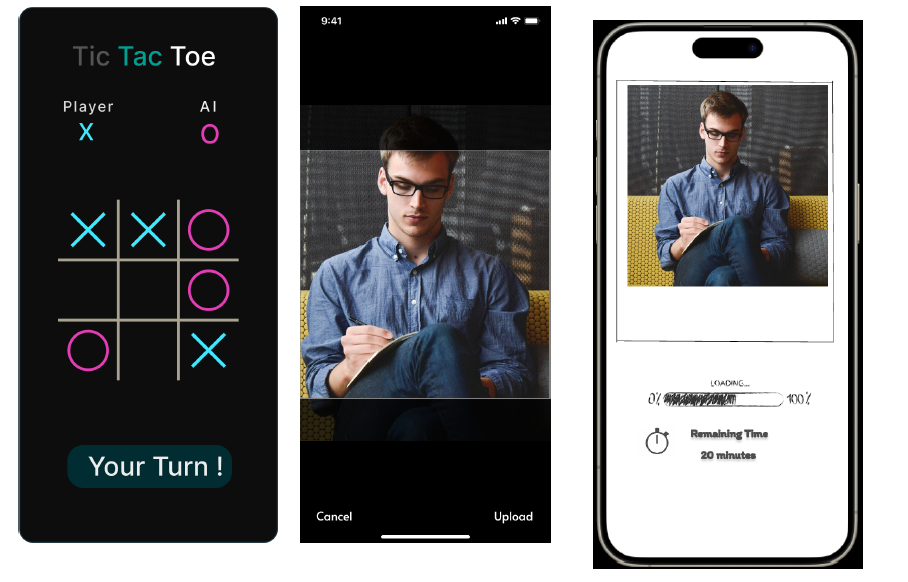 Tic Tac Toe
Player AI
X O
X X O
O
O X
Your Turn !
9:41
Cancel Upload
LOADING...
0% 100%
Remaining Time
20 minutes